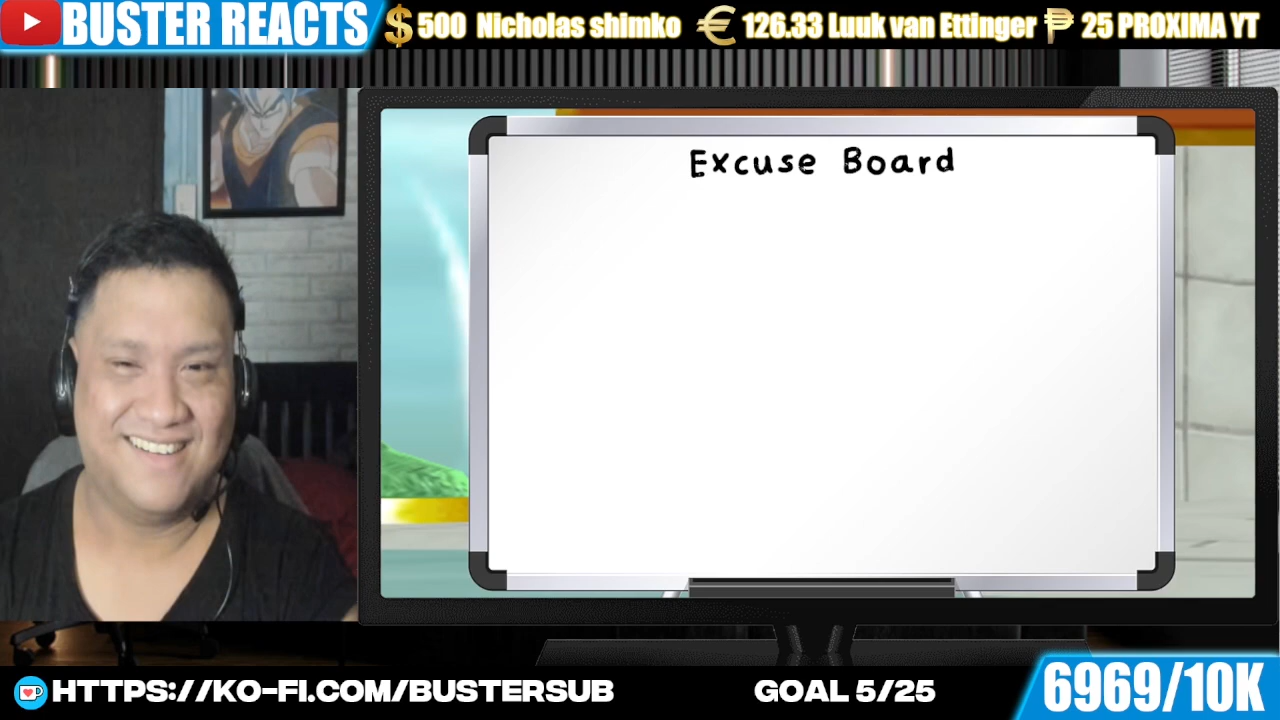 BUSTER REACTS
$ 500 Nicholas shimko € 126.33 Luuk van Ettinger ₱ 25 PROXIMA YT
Excuse Board
HTTPS://KO-FI.COM/BUSTERSUB
GOAL 5/25
6969/10K